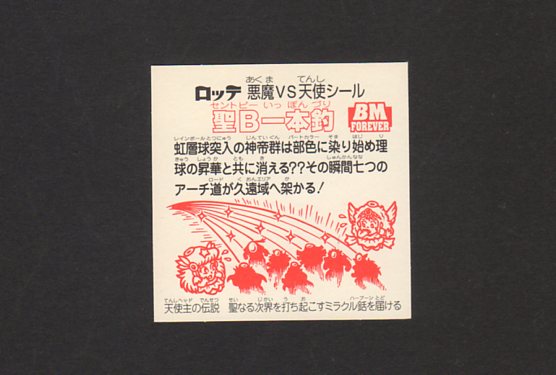 ロッテ 悪魔VS天使シール
聖B一本釣
BM
FOREVER
虹層球突入の神帝群は部色に染り始め理
球の昇華と共に消える??その瞬間七つの
アーチ道が久遠域へ架かる!
天使主の伝説 聖なる次界を打ち起こすミラクル銛を届ける